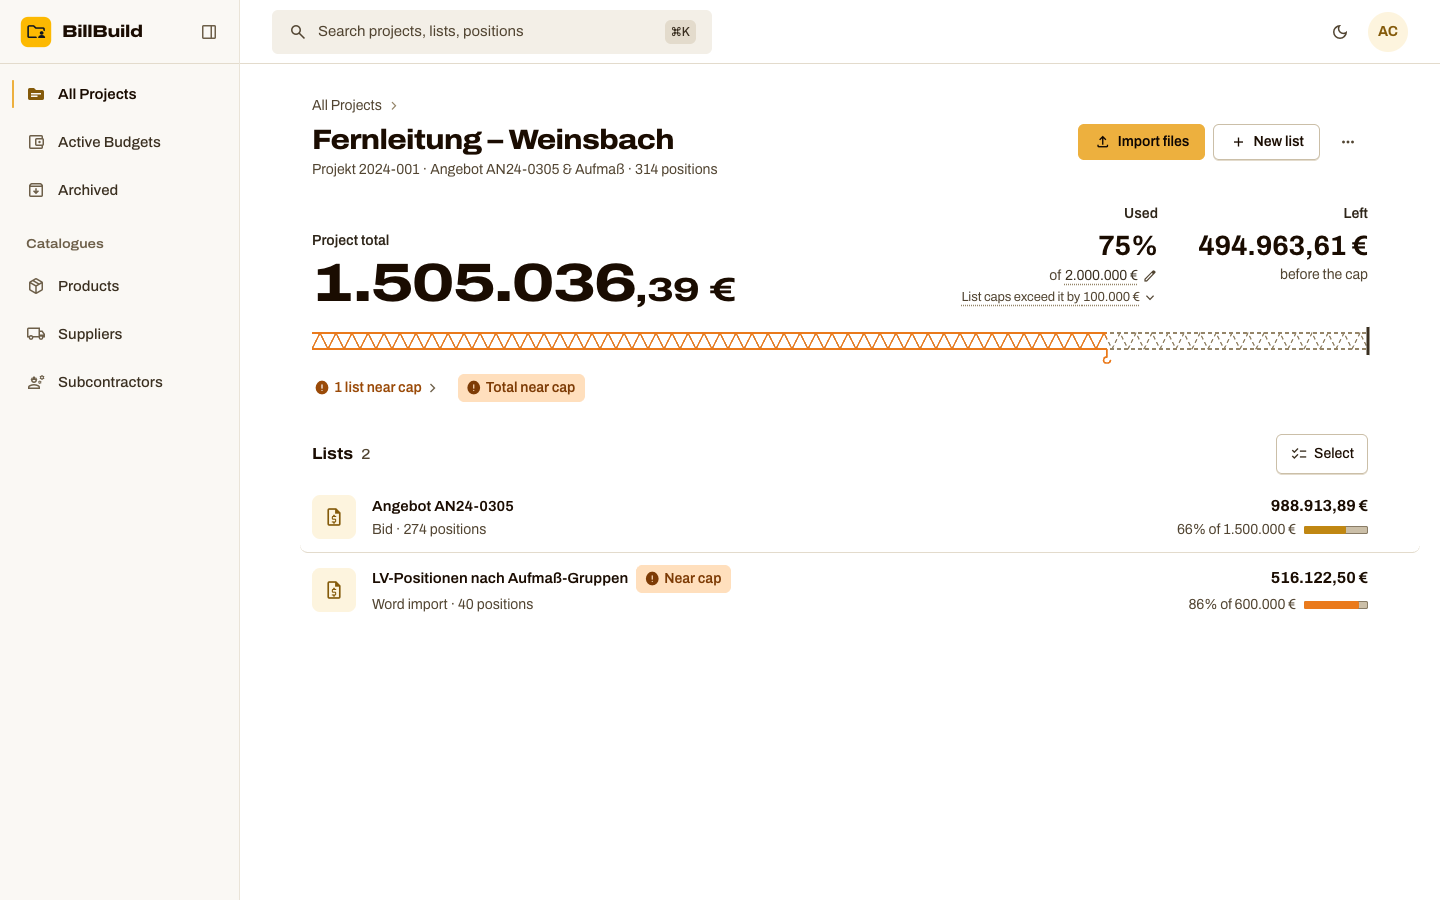 BillBuild
Search projects, lists, positions
⌘K
AC
All Projects
Active Budgets
Archived
Catalogues
Products
Suppliers
Subcontractors
All Projects
Fernleitung – Weinsbach
Projekt 2024-001 · Angebot AN24-0305 & Aufmaß · 314 positions
Import files
New list
Project total
1.505.036,39 €
Used
75%
of 2.000.000 €
List caps exceed it by 100.000 €
Left
494.963,61 €
before the cap
1 list near cap
Total near cap
Lists 2
Select
Angebot AN24-0305
988.913,89 €
Bid · 274 positions
66% of 1.500.000 €
LV-Positionen nach Aufmaß-Gruppen
Near cap
516.122,50 €
Word import · 40 positions
86% of 600.000 €